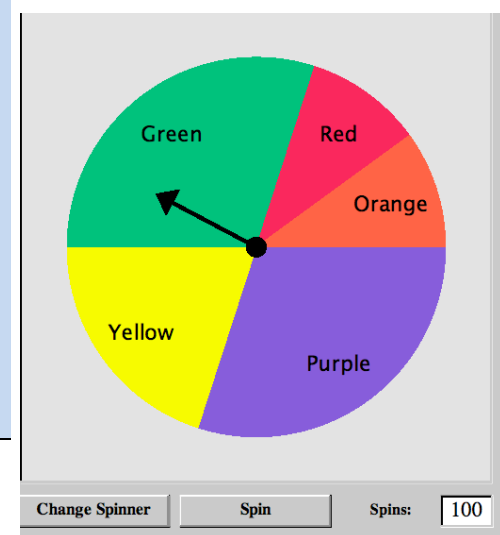 Green Red
Orange
Yellow
Purple
Change Spinner Spin Spins: 100